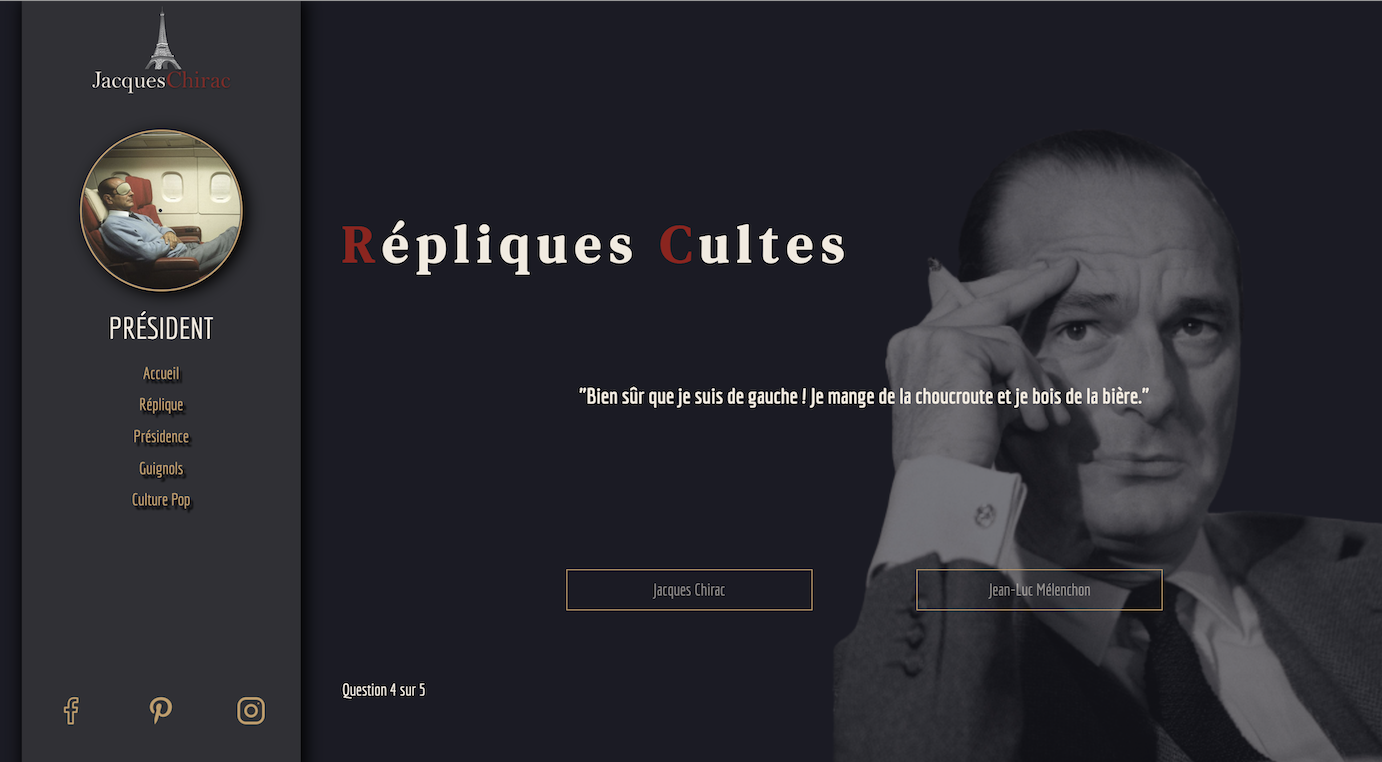 JacquesChirac
PRÉSIDENT
Accueil
Réplique
Présidence
Guignols
Culture Pop
Répliques Cultes
"Bien sûr que je suis de gauche ! Je mange de la choucroute et je bois de la bière."
Jacques Chirac
Jean-Luc Mélenchon
Question 4 sur 5